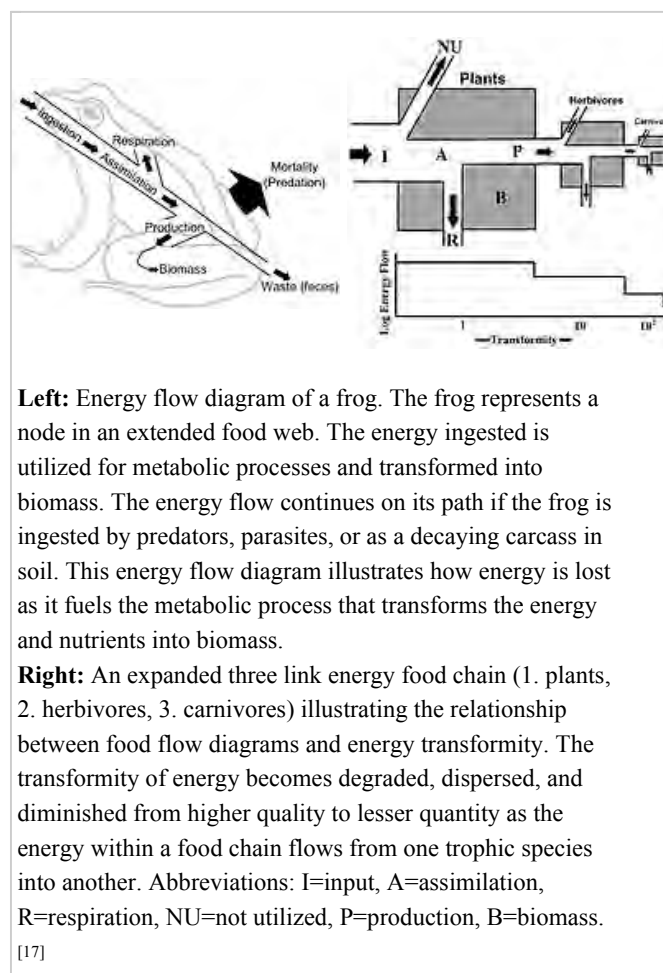 Ingestion
Respiration
Assimilation
Mortality
(Predation)
Production
Biomass
Waste (feces)
NU
Plants
Herbivores
I
A
P
B
R
Log Energy Flow
1
10
Transformity
Left: Energy flow diagram of a frog. The frog represents a
node in an extended food web. The energy ingested is
utilized for metabolic processes and transformed into
biomass. The energy flow continues on its path if the frog is
ingested by predators, parasites, or as a decaying carcass in
soil. This energy flow diagram illustrates how energy is lost
as it fuels the metabolic process that transforms the energy
and nutrients into biomass.
Right: An expanded three link energy food chain (1. plants,
2. herbivores, 3. carnivores) illustrating the relationship
between food flow diagrams and energy transformity. The
transformity of energy becomes degraded, dispersed, and
diminished from higher quality to lesser quantity as the
energy within a food chain flows from one trophic species
into another. Abbreviations: I=input, A=assimilation,
R=respiration, NU=not utilized, P=production, B=biomass.
[17]